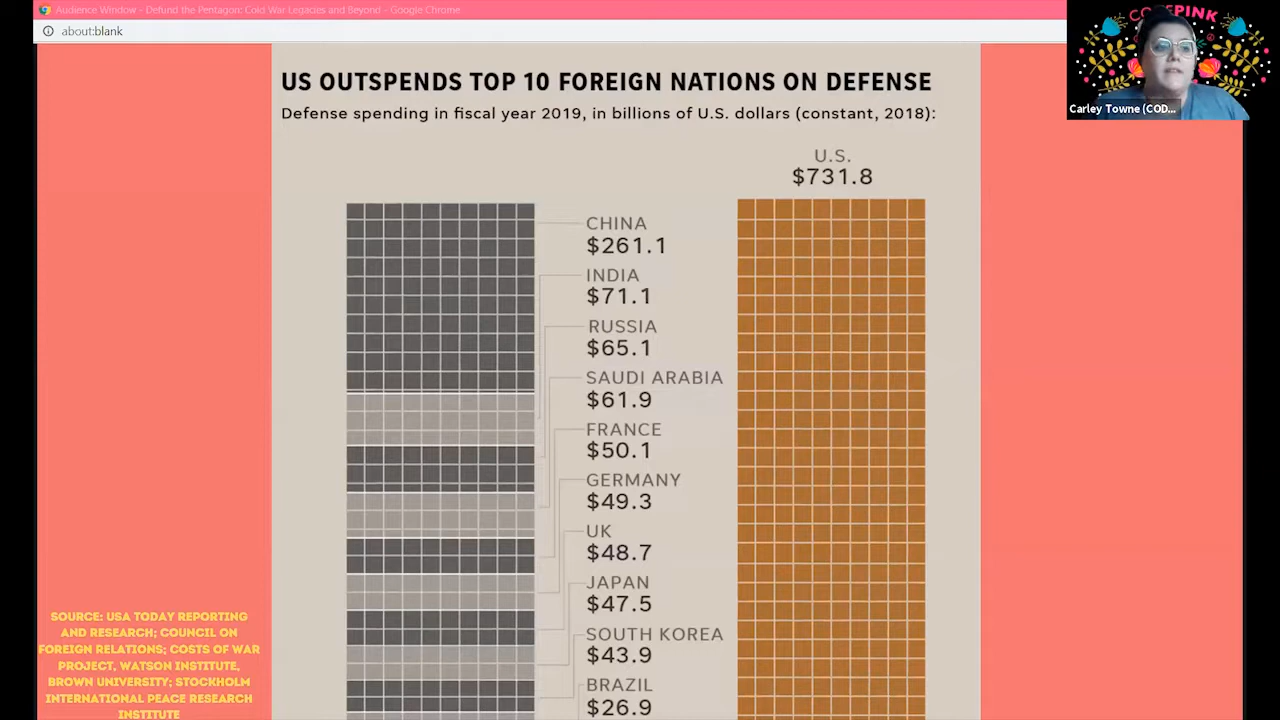 Audience Window - Defund the Pentagon: Cold War Legacies and Beyond - Google Chrome
about:blank
CODEPINK
Carley Towne (COD...
US OUTSPENDS TOP 10 FOREIGN NATIONS ON DEFENSE
Defense spending in fiscal year 2019, in billions of U.S. dollars (constant, 2018):
U.S.
$731.8
CHINA
$261.1
INDIA
$71.1
RUSSIA
$65.1
SAUDI ARABIA
$61.9
FRANCE
$50.1
GERMANY
$49.3
UK
$48.7
JAPAN
$47.5
SOUTH KOREA
$43.9
BRAZIL
$26.9
SOURCE: USA TODAY REPORTING
AND RESEARCH; COUNCIL ON
FOREIGN RELATIONS; COSTS OF WAR
PROJECT, WATSON INSTITUTE,
BROWN UNIVERSITY; STOCKHOLM
INTERNATIONAL PEACE RESEARCH
INSTITUTE